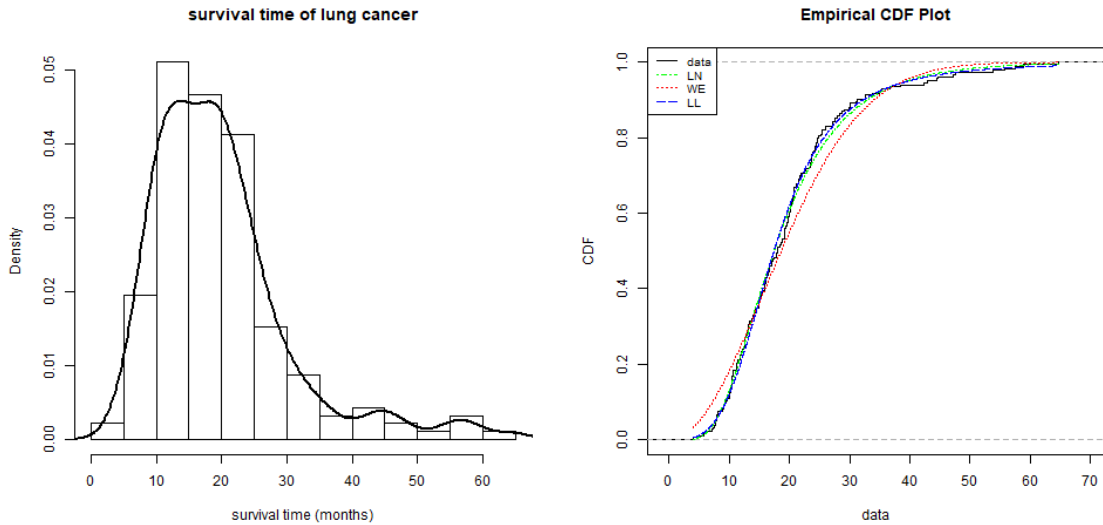 survival time of lung cancer
Density
0.00
0.01
0.02
0.03
0.04
0.05
0 10 20 30 40 50 60
survival time (months)
Empirical CDF Plot
data
LN
WE
LL
CDF
0.0
0.2
0.4
0.6
0.8
1.0
0 10 20 30 40 50 60 70
data